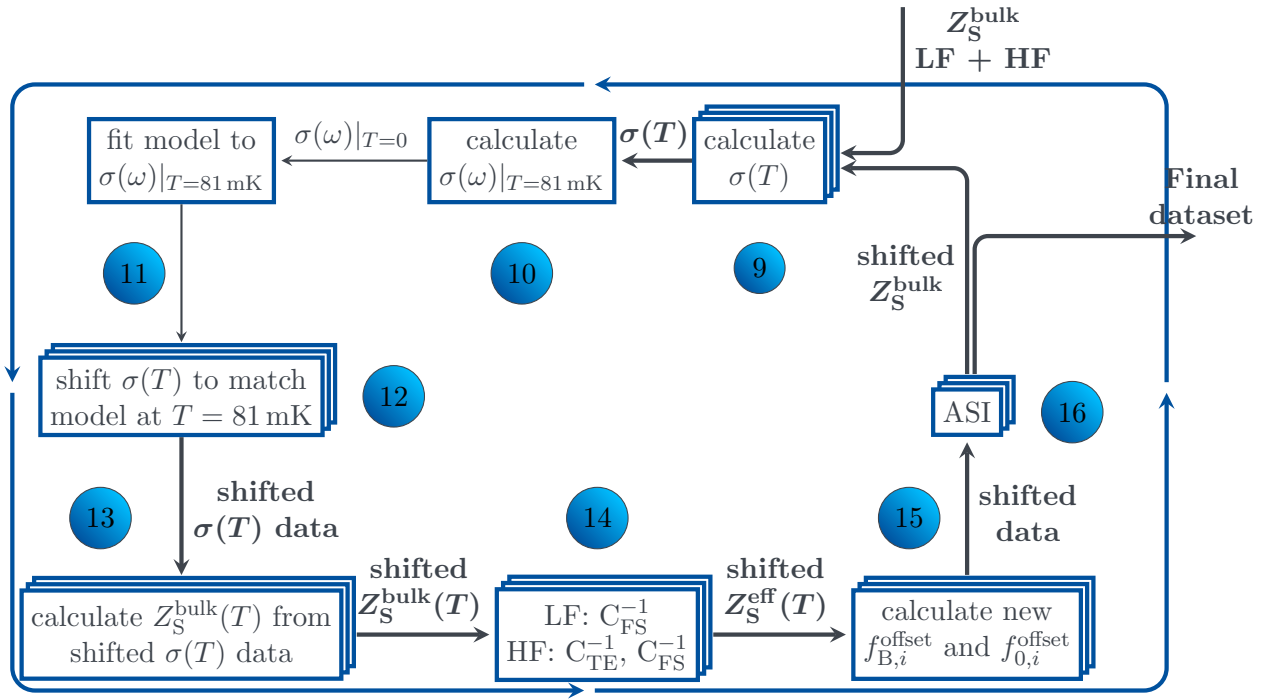 Z_S^bulk
LF + HF
fit model to
σ(ω)|_{T=81 mK}
σ(ω)|_{T=0}
calculate
σ(ω)|_{T=81 mK}
σ(T)
calculate
σ(T)
Final
dataset
11
10
9
shifted
Z_S^bulk
shift σ(T) to match
model at T = 81 mK
12
ASI
16
13
shifted
σ(T) data
14
15
shifted
data
calculate Z_S^bulk(T) from
shifted σ(T) data
shifted
Z_S^bulk(T)
LF: C_FS^{-1}
HF: C_TE^{-1}, C_FS^{-1}
shifted
Z_S^eff(T)
calculate new
f_{B,i}^offset and f_{0,i}^offset